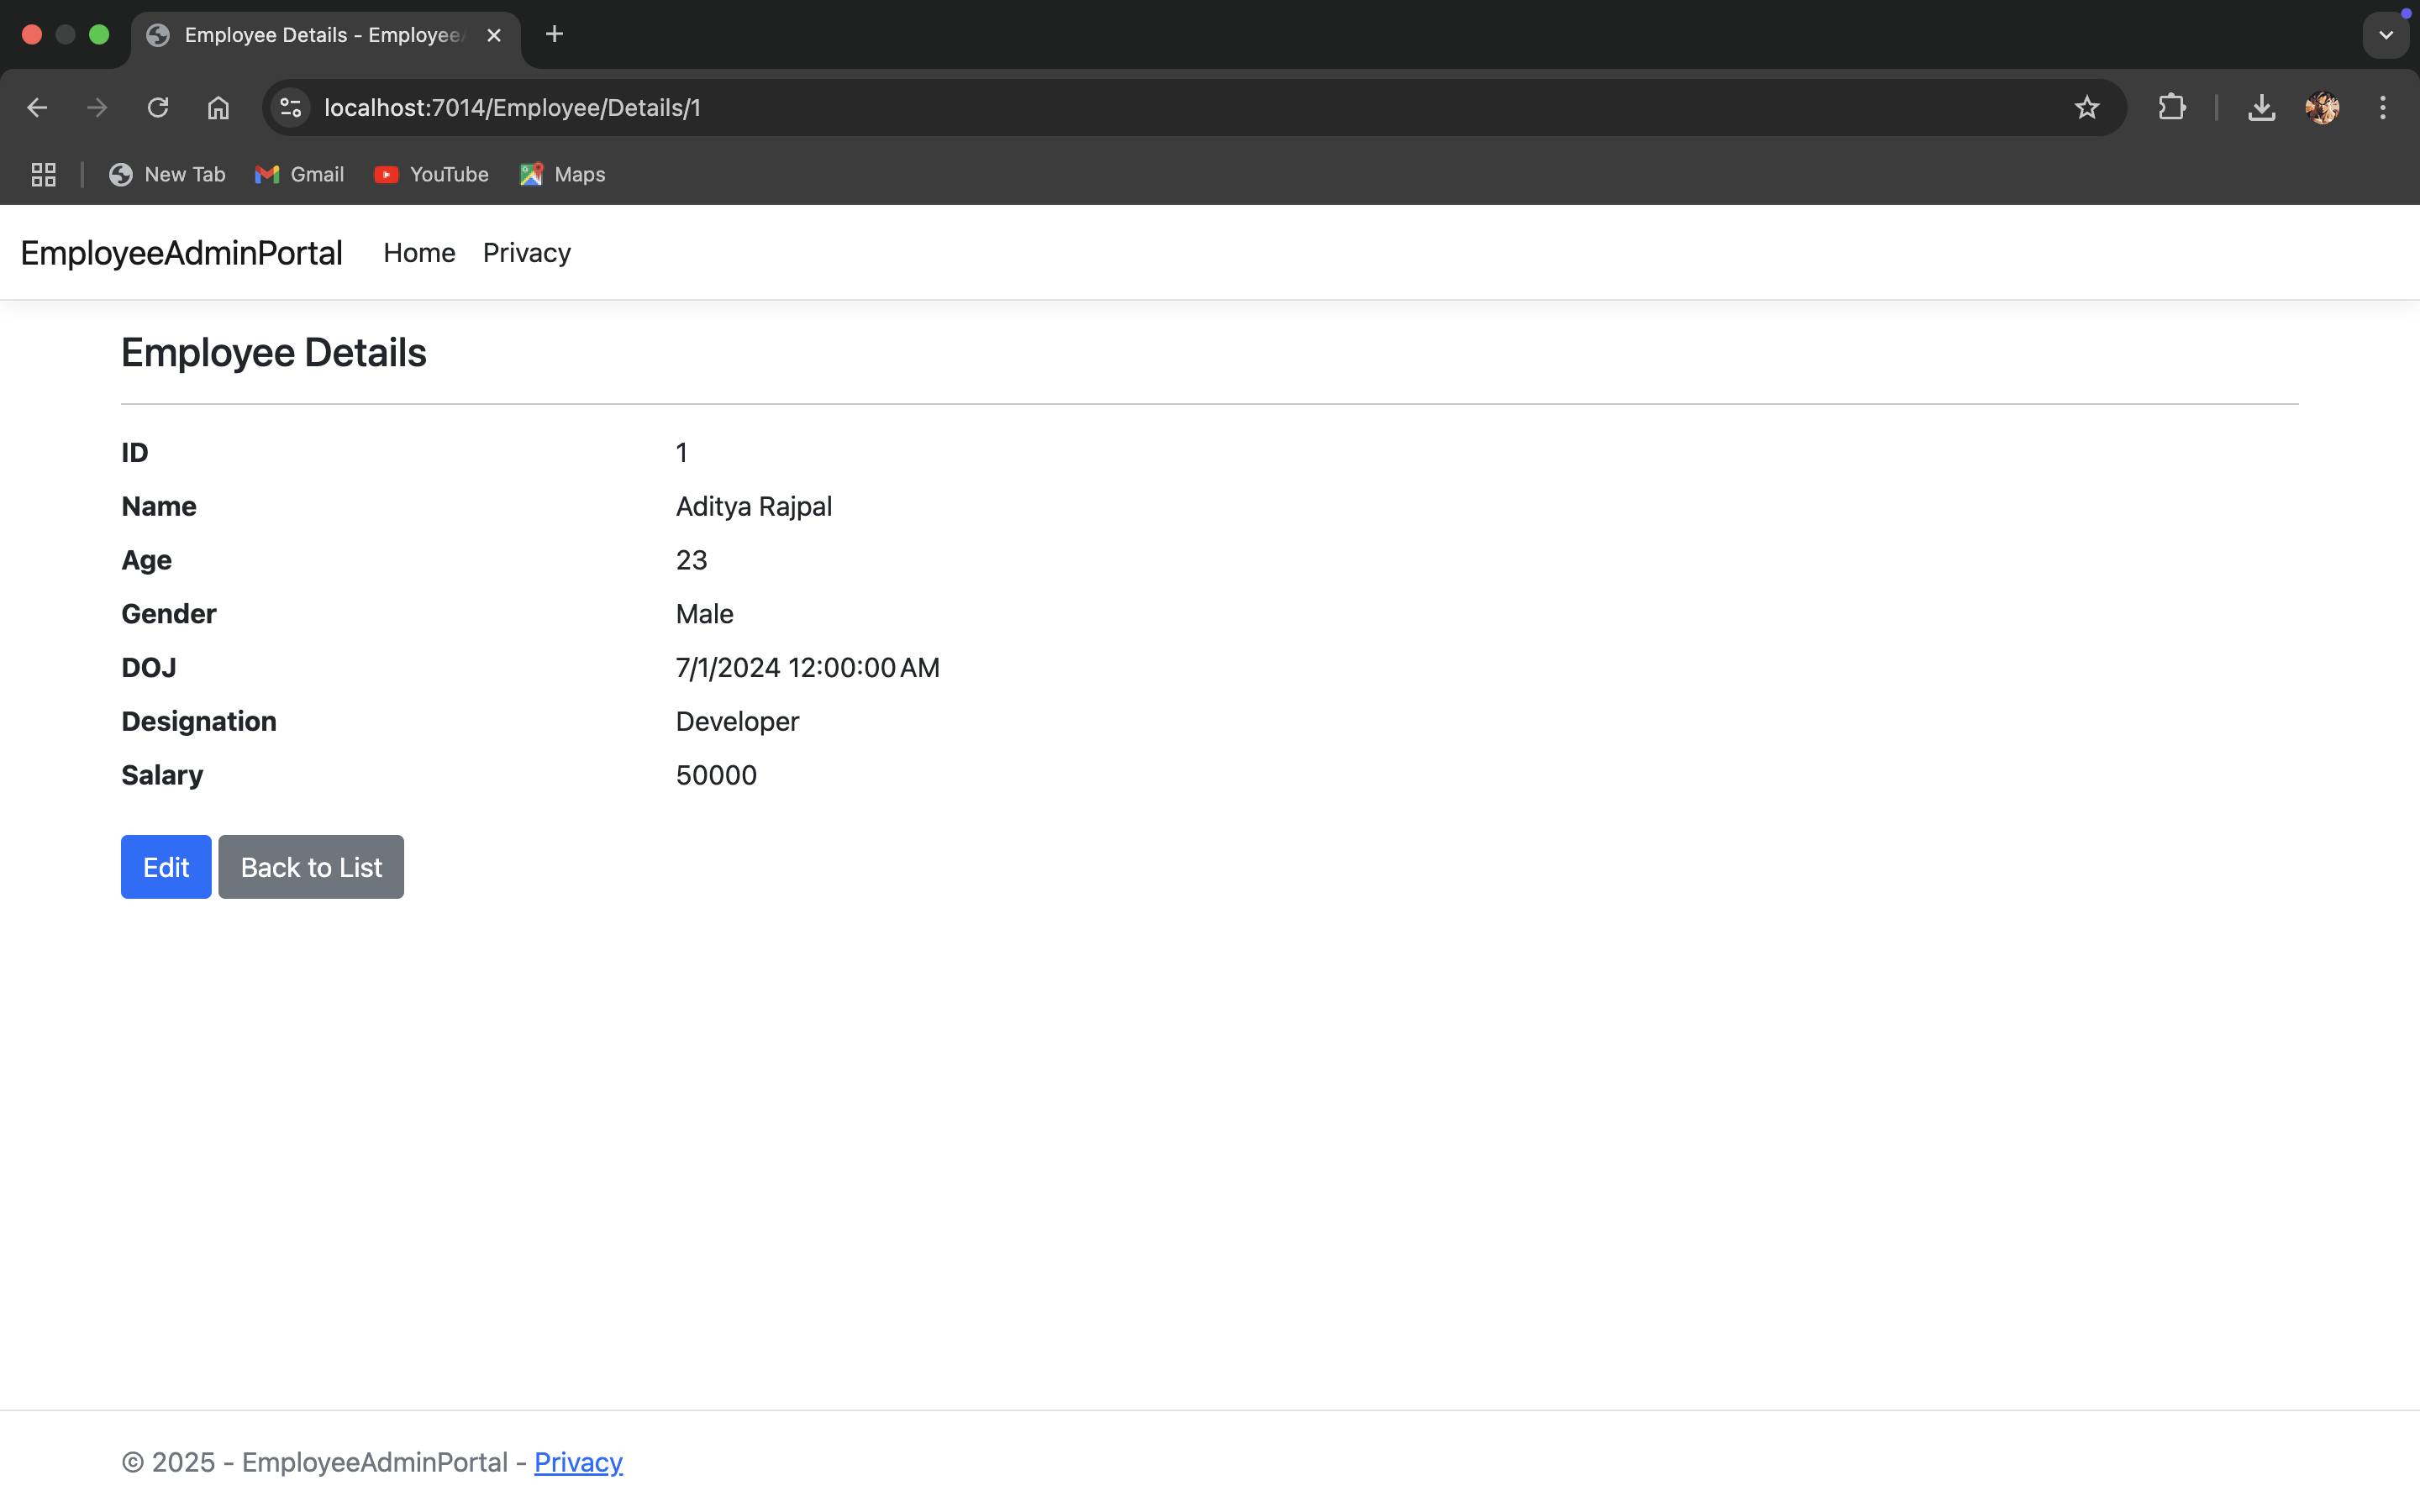 Employee Details - Employee
localhost:7014/Employee/Details/1
New Tab Gmail YouTube Maps
EmployeeAdminPortal Home Privacy
Employee Details
ID 1
Name Aditya Rajpal
Age 23
Gender Male
DOJ 7/1/2024 12:00:00 AM
Designation Developer
Salary 50000
Edit Back to List
© 2025 - EmployeeAdminPortal - Privacy